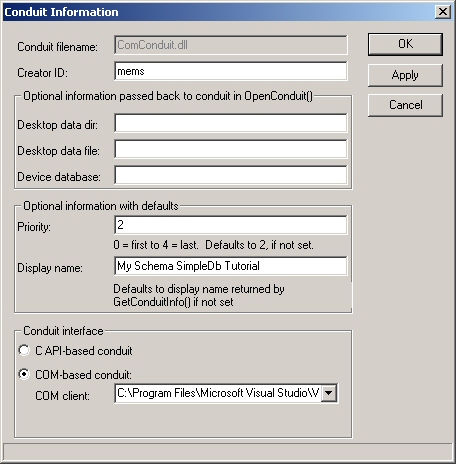 Conduit Information
Conduit filename: ComConduit.dll
OK
Creator ID: mems
Apply
Cancel
Optional information passed back to conduit in OpenConduit()
Desktop data dir:
Desktop data file:
Device database:
Optional information with defaults
Priority: 2
0 = first to 4 = last. Defaults to 2, if not set.
Display name: My Schema SimpleDb Tutorial
Defaults to display name returned by
GetConduitInfo() if not set
Conduit interface
C API-based conduit
COM-based conduit:
COM client: C:\Program Files\Microsoft Visual Studio\V